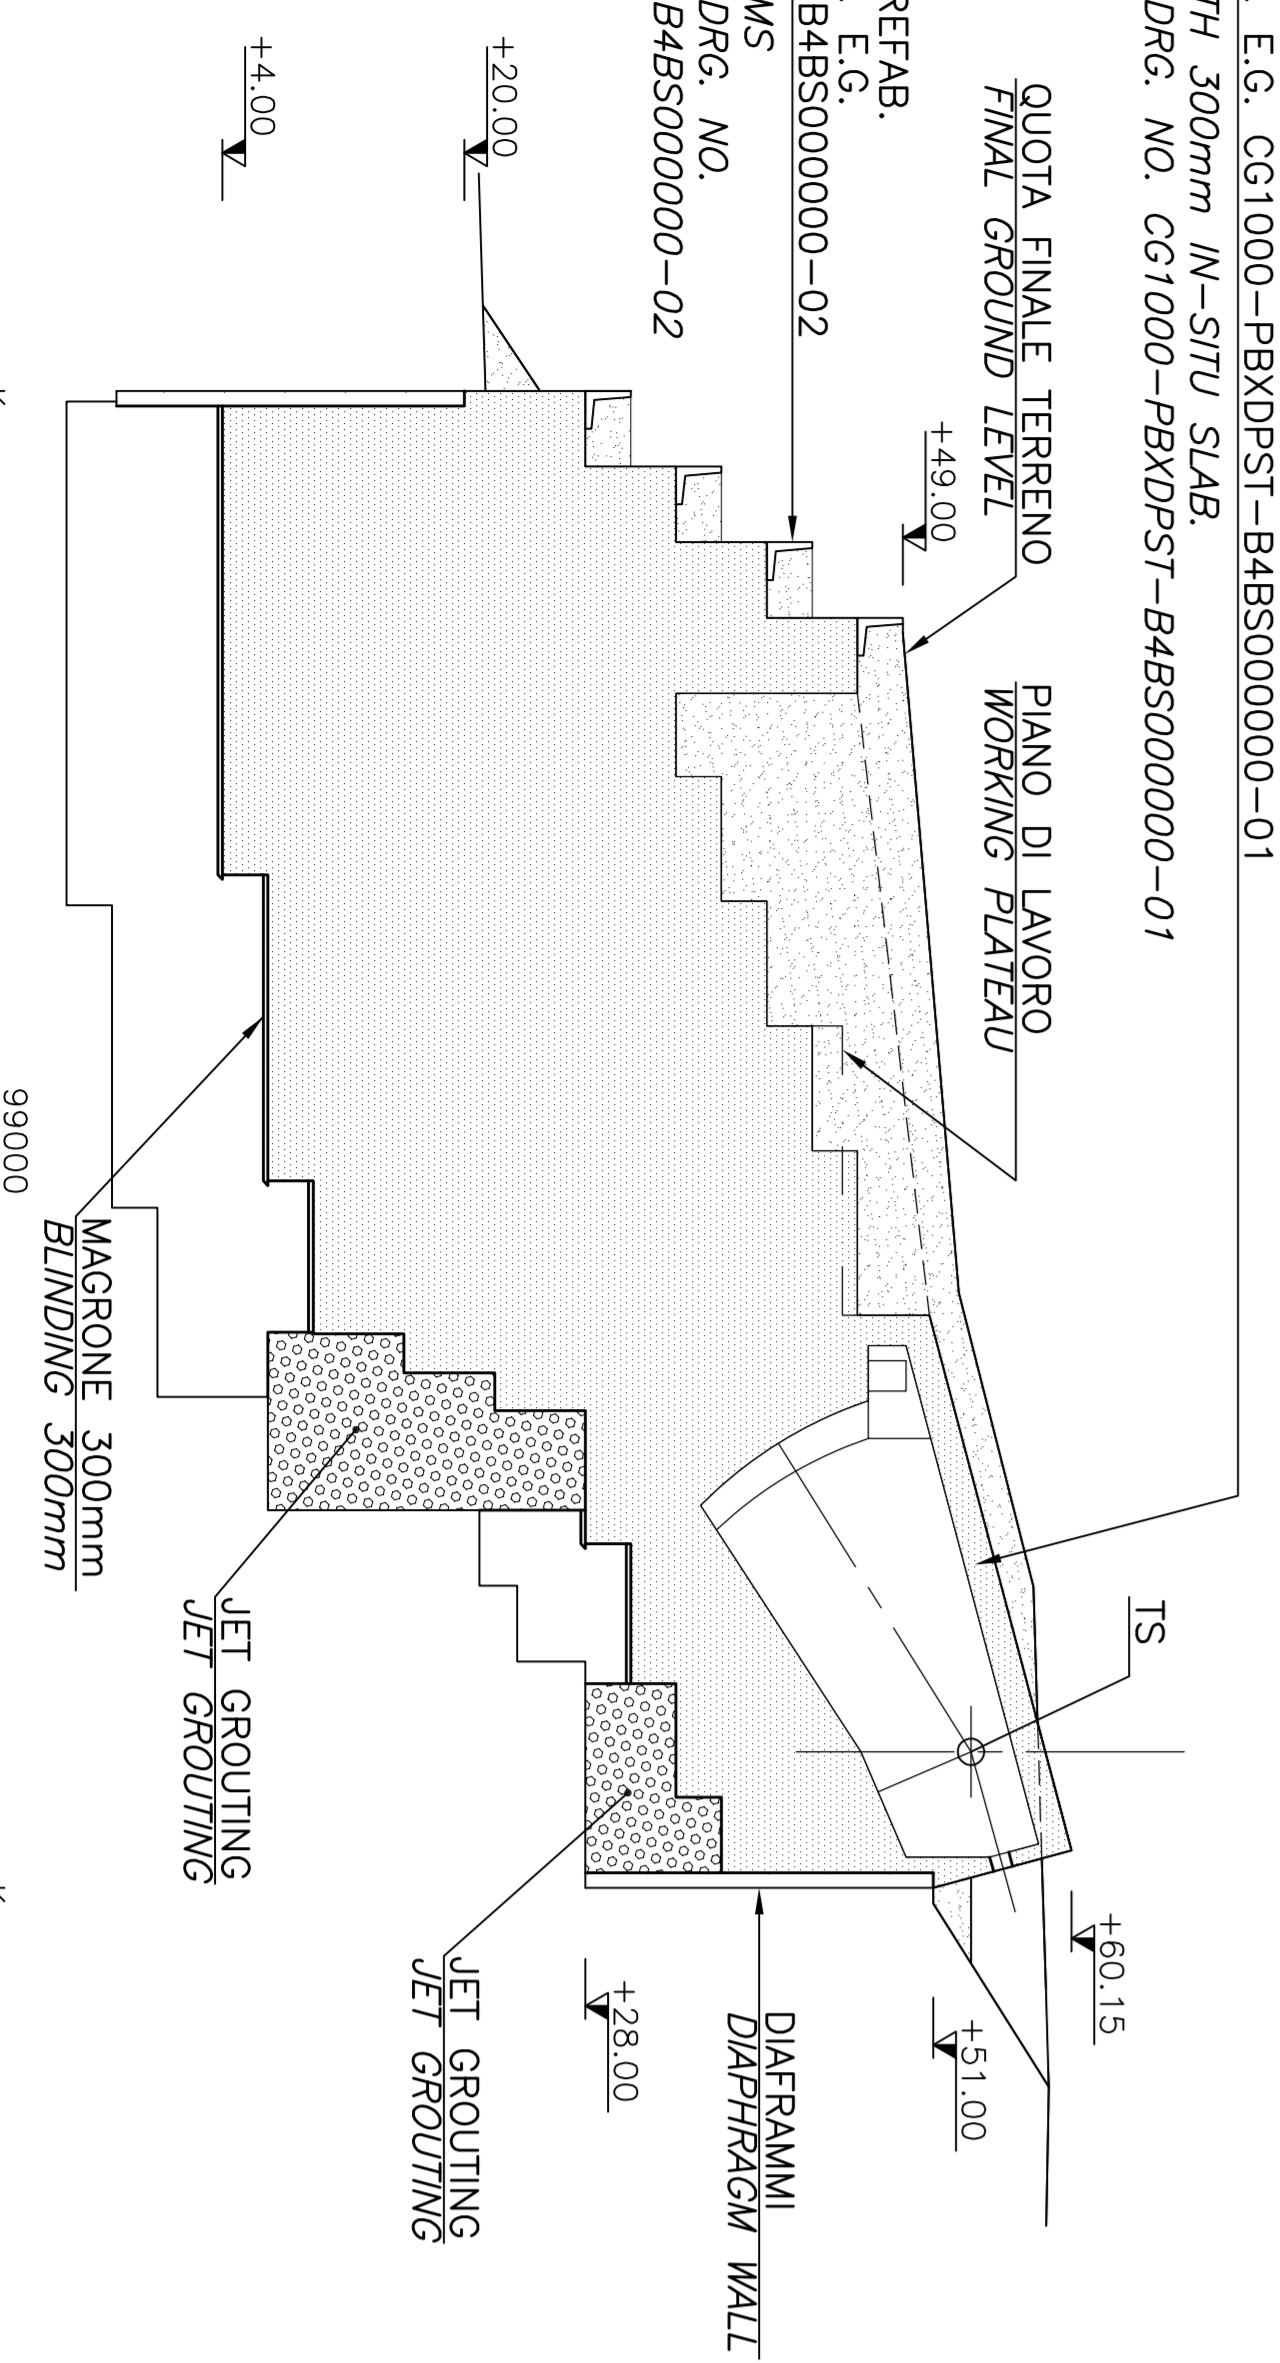 . E.G. CG1000-PBXDPST-B4BS000000-01
TH 300mm IN-SITU SLAB.
DRG. NO. CG1000-PBXDPST-B4BS000000-01
QUOTA FINALE TERRENO
FINAL GROUND LEVEL
PIANO DI LAVORO
WORKING PLATEAU
TS
REFAB.
. E.G.
B4BS000000-02
MS
DRG. NO.
B4BS000000-02
+49.00
+60.15
+51.00
+20.00
+28.00
+4.00
DIAFRAMMI
DIAPHRAGM WALL
JET GROUTING
JET GROUTING
JET GROUTING
JET GROUTING
MAGRONE 300mm
BLINDING 300mm
99000